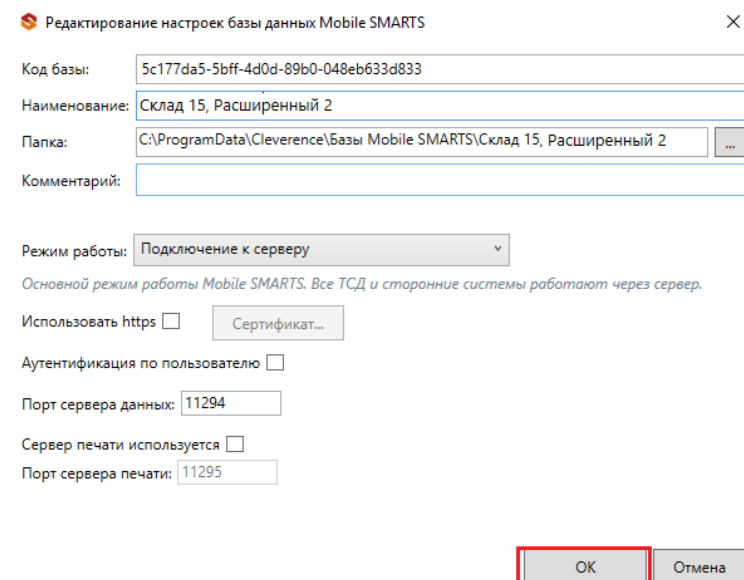 Редактирование настроек базы данных Mobile SMARTS
Код базы: 5c177da5-5bff-4d0d-89b0-048eb633d833
Наименование: Склад 15, Расширенный 2
Папка: C:\ProgramData\Cleverence\Базы Mobile SMARTS\Склад 15, Расширенный 2 ...
Комментарий:
Режим работы: Подключение к серверу
Основной режим работы Mobile SMARTS. Все ТСД и сторонние системы работают через сервер.
Использовать https Сертификат...
Аутентификация по пользователю
Порт сервера данных: 11294
Сервер печати используется
Порт сервера печати: 11295
ОК Отмена